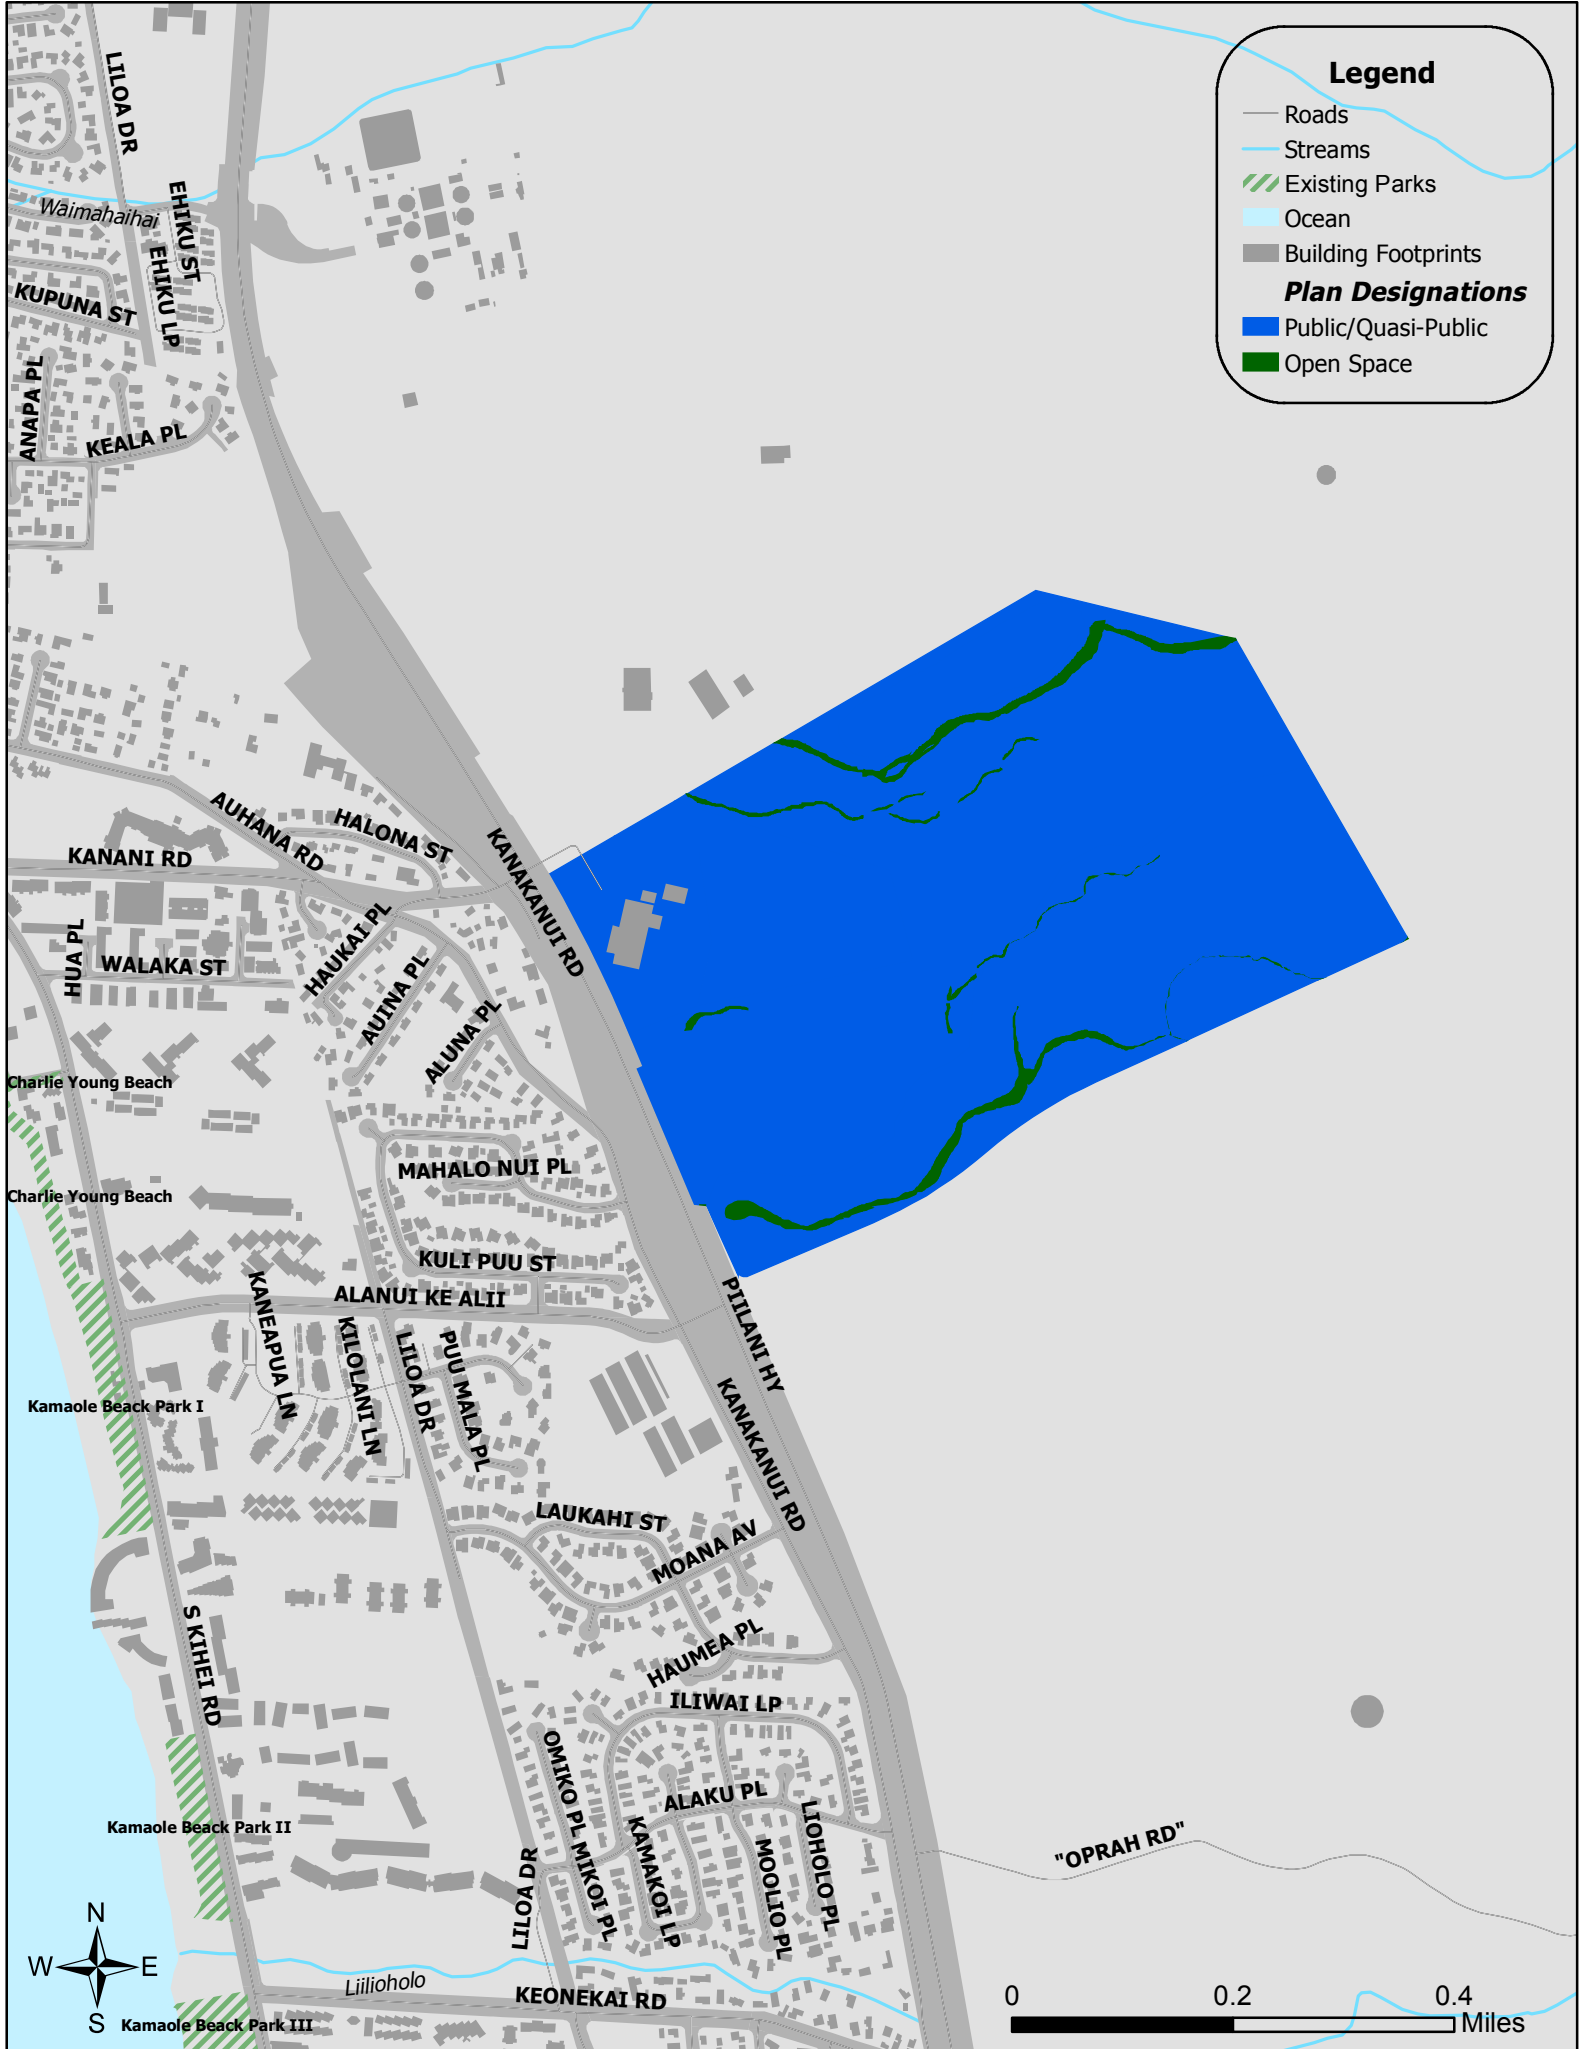 Legend
Roads
Streams
Existing Parks
Ocean
Building Footprints
Plan Designations
Public/Quasi-Public
Open Space
LILOA DR
Waimahaihai
EHIKU ST
EHIKU LP
KUPUNA ST
ANAPA PL
KEALA PL
AUHANA RD
HALONA ST
KANANI RD
KANAKANUI RD
HUA PL
WALAKA ST
HAUKAI PL
AUINA PL
ALUNA PL
Charlie Young Beach
MAHALO NUI PL
Charlie Young Beach
KULI PUU ST
ALANUI KE ALII
KANEAPUA LN
KILOLANI LN
LILOA DR
PUU MALA PL
PIILANI HY
KANAKANUI RD
Kamaole Beack Park I
LAUKAHI ST
MOANA AV
HAUMEA PL
S KIHEI RD
ILIWAI LP
OMIKO PL
MIKOI PL
ALAKU PL
KAMAKOI LP
MOOLIO PL
LIOHOLO PL
Kamaole Beack Park II
"OPRAH RD"
LILOA DR
N
W E
S
Liilioholo
KEONEKAI RD
Kamaole Beack Park III
0 0.2 0.4
Miles